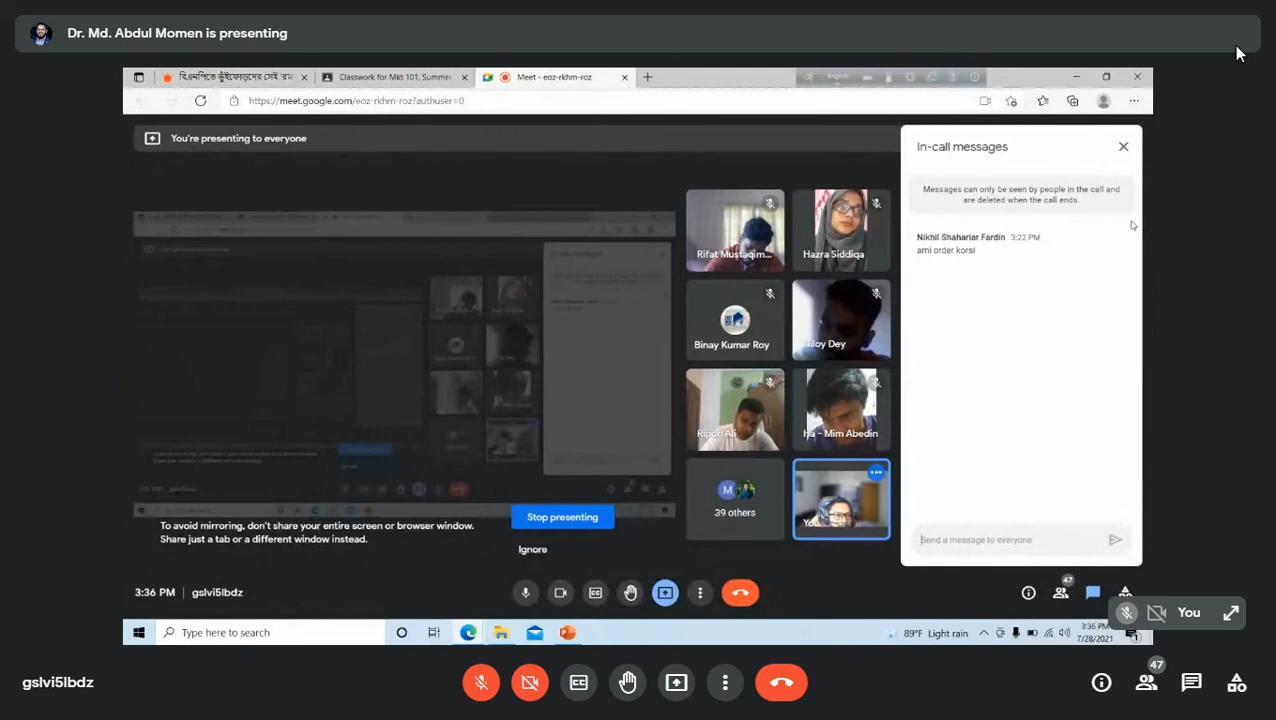 Dr. Md. Abdul Momen is presenting
Classwork for Mkt 101, Summer
Meet - eoz-rkhm-roz
English
https://meet.google.com/eoz-rkhm-roz?authuser=0
You're presenting to everyone
In-call messages
Messages can only be seen by people in the call and
are deleted when the call ends.
Nikhil Shahariar Fardin 3:22 PM
ami order korsi
Rifat Mustaqim...
Hazra Siddiqa
Binay Kumar Roy
Niloy Dey
Ripon Ali
Ha - Mim Abedin
M
39 others
To avoid mirroring, don't share your entire screen or browser window.
Share just a tab or a different window instead.
Stop presenting
Ignore
Send a message to everyone
3:36 PM | gslvi5lbdz
47
You
Type here to search
89°F Light rain
3:36 PM
7/28/2021
gslvi5lbdz
47